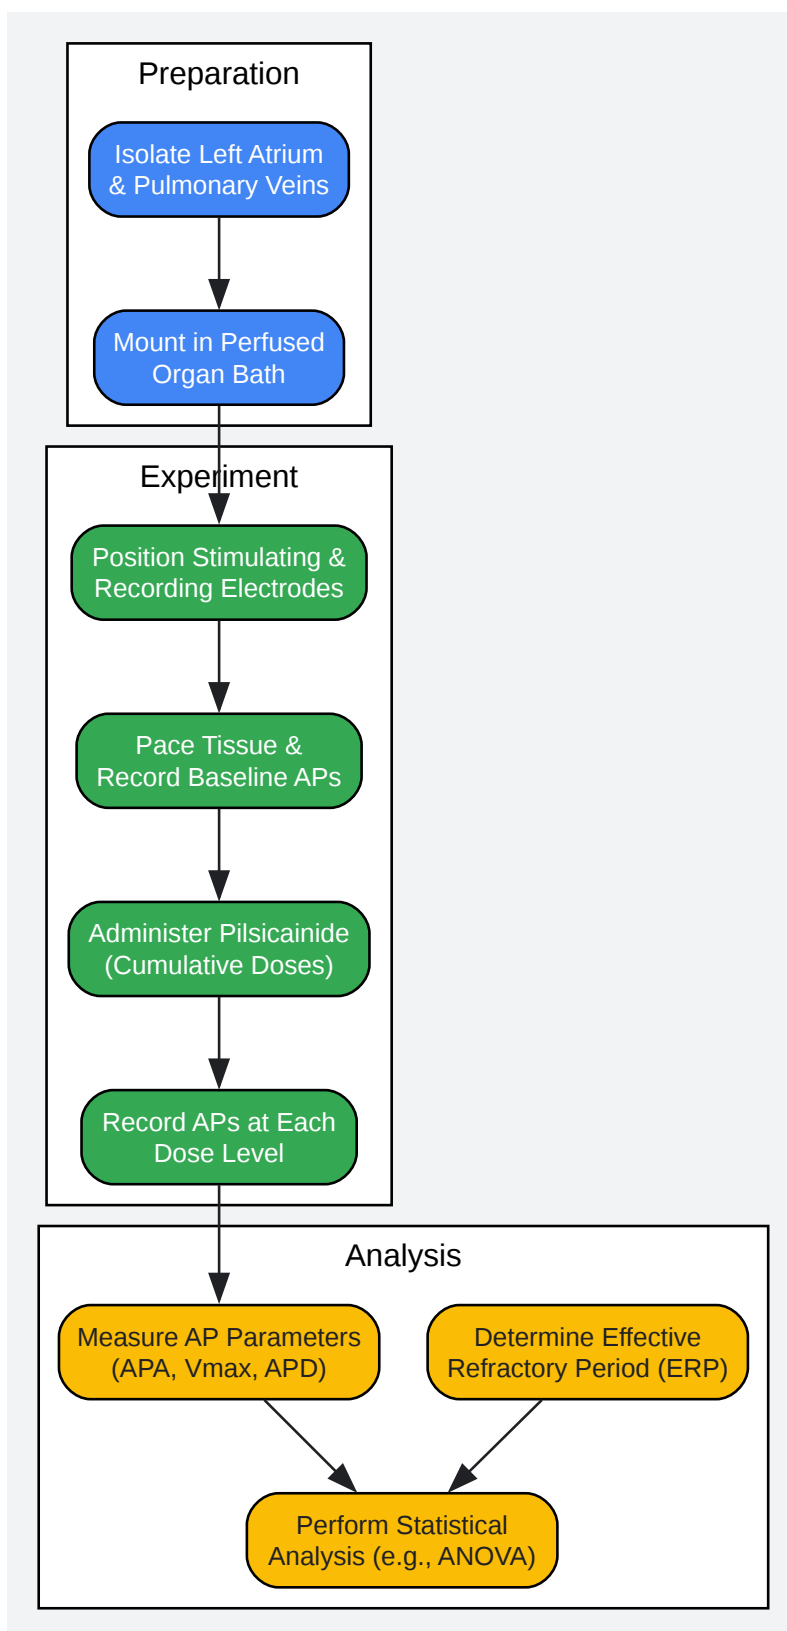 Preparation
Isolate Left Atrium
& Pulmonary Veins
Mount in Perfused
Organ Bath
Experiment
Position Stimulating &
Recording Electrodes
Pace Tissue &
Record Baseline APs
Administer Pilsicainide
(Cumulative Doses)
Record APs at Each
Dose Level
Analysis
Measure AP Parameters
(APA, Vmax, APD)
Determine Effective
Refractory Period (ERP)
Perform Statistical
Analysis (e.g., ANOVA)